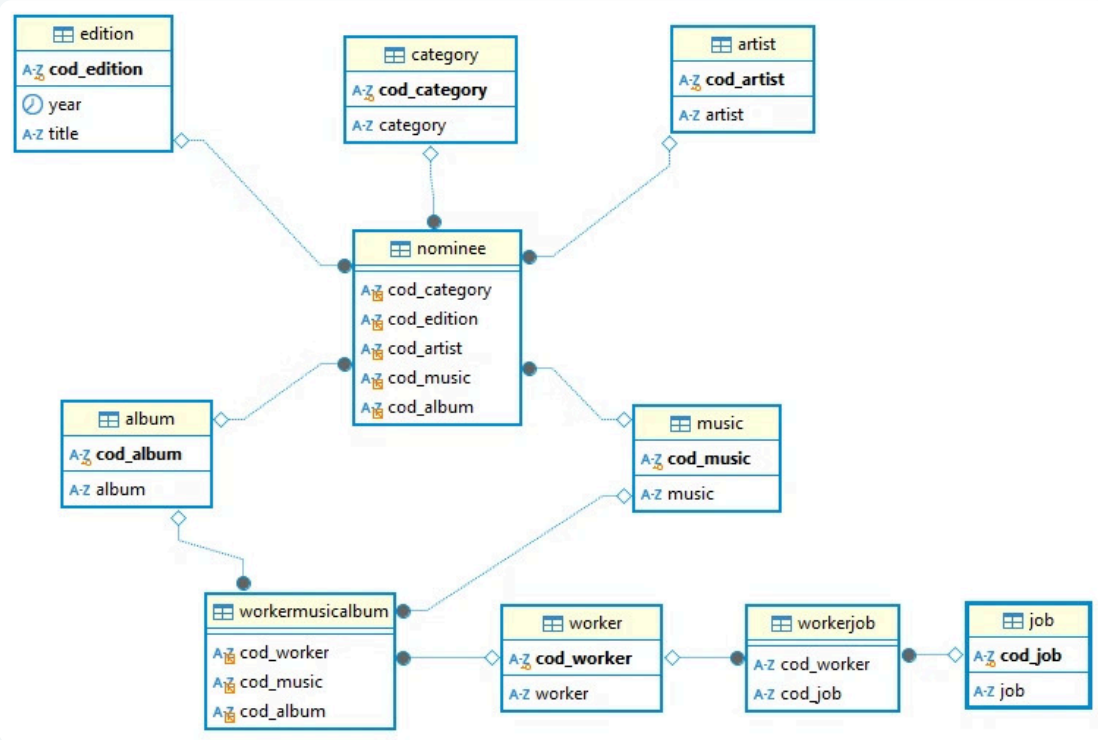 edition
A-Z cod_edition
year
A-Z title
category
A-Z cod_category
A-Z category
artist
A-Z cod_artist
A-Z artist
nominee
A-Z cod_category
A-Z cod_edition
A-Z cod_artist
A-Z cod_music
A-Z cod_album
album
A-Z cod_album
A-Z album
music
A-Z cod_music
A-Z music
workermusicalbum
A-Z cod_worker
A-Z cod_music
A-Z cod_album
worker
A-Z cod_worker
A-Z worker
workerjob
A-Z cod_worker
A-Z cod_job
job
A-Z cod_job
A-Z job